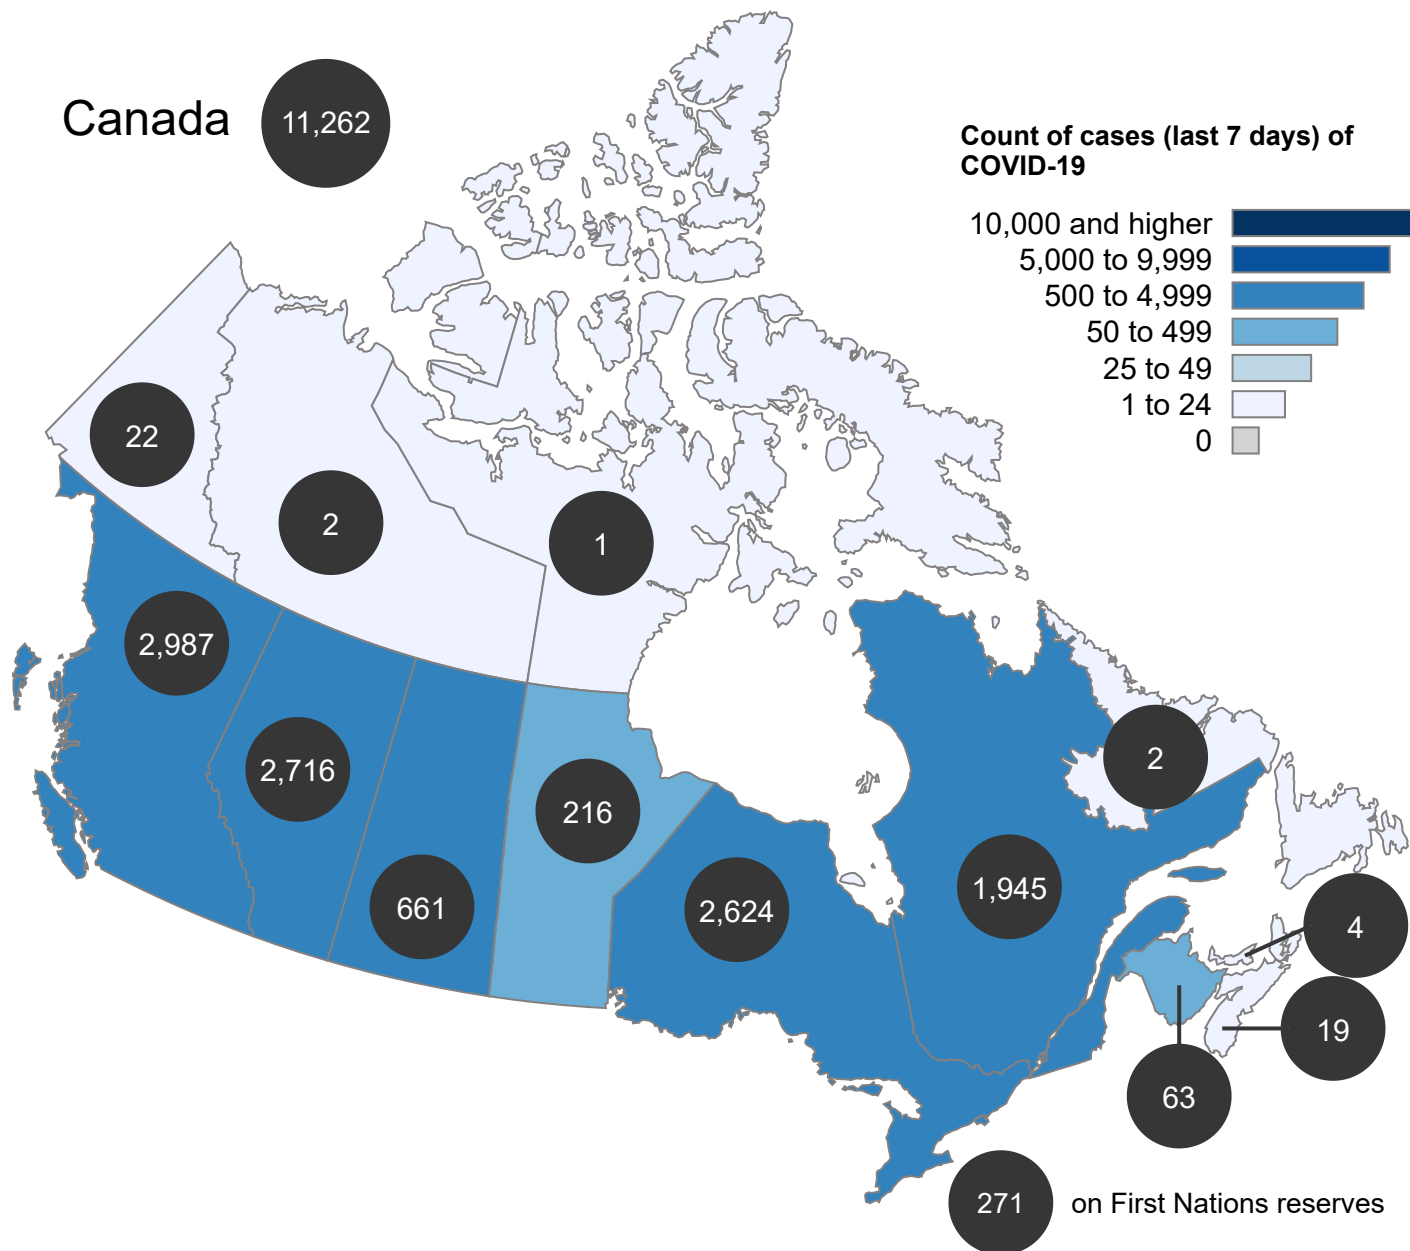 Canada
11,262
Count of cases (last 7 days) of
COVID-19
10,000 and higher
5,000 to 9,999
500 to 4,999
50 to 499
25 to 49
1 to 24
0
22
2
1
2,987
2,716
661
216
2,624
1,945
2
4
19
63
271
on First Nations reserves